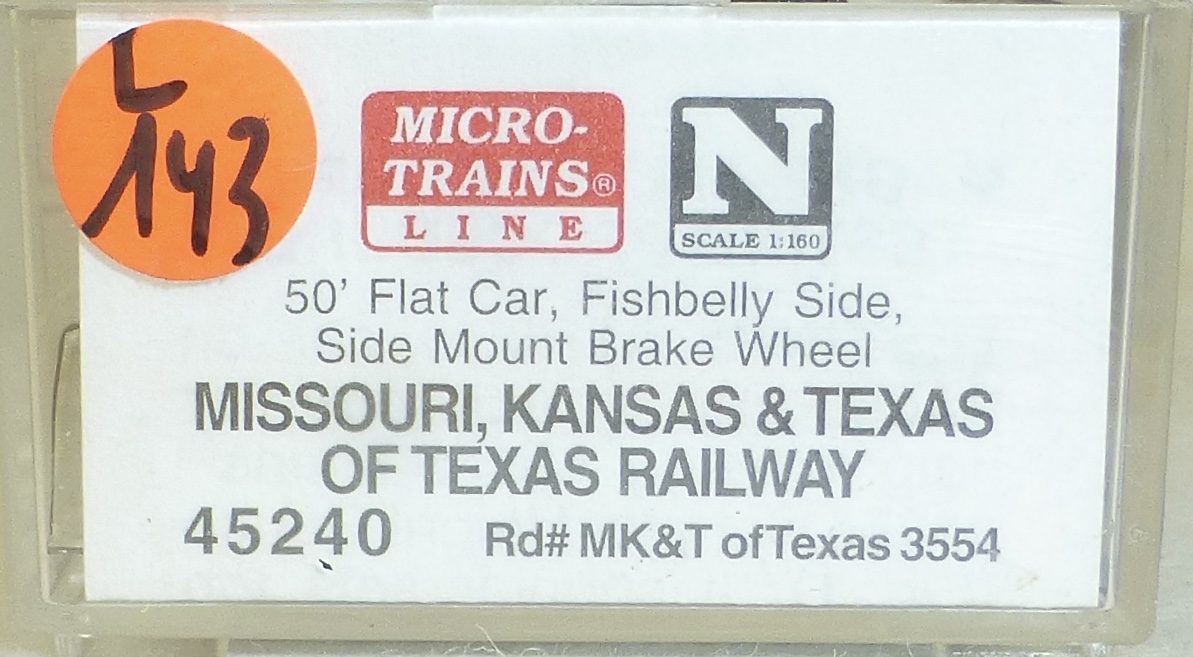 L
143
MICRO-
TRAINS®
LINE
N
SCALE 1:160
50' Flat Car, Fishbelly Side,
Side Mount Brake Wheel
MISSOURI, KANSAS & TEXAS
OF TEXAS RAILWAY
45240 Rd# MK&T of Texas 3554